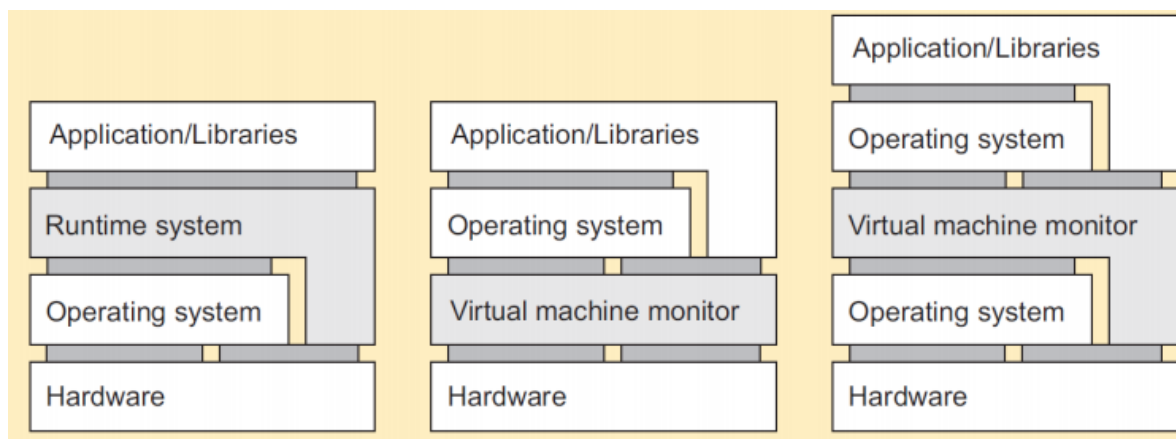 Application/Libraries
Runtime system
Operating system
Hardware
Application/Libraries
Operating system
Virtual machine monitor
Hardware
Application/Libraries
Operating system
Virtual machine monitor
Operating system
Hardware